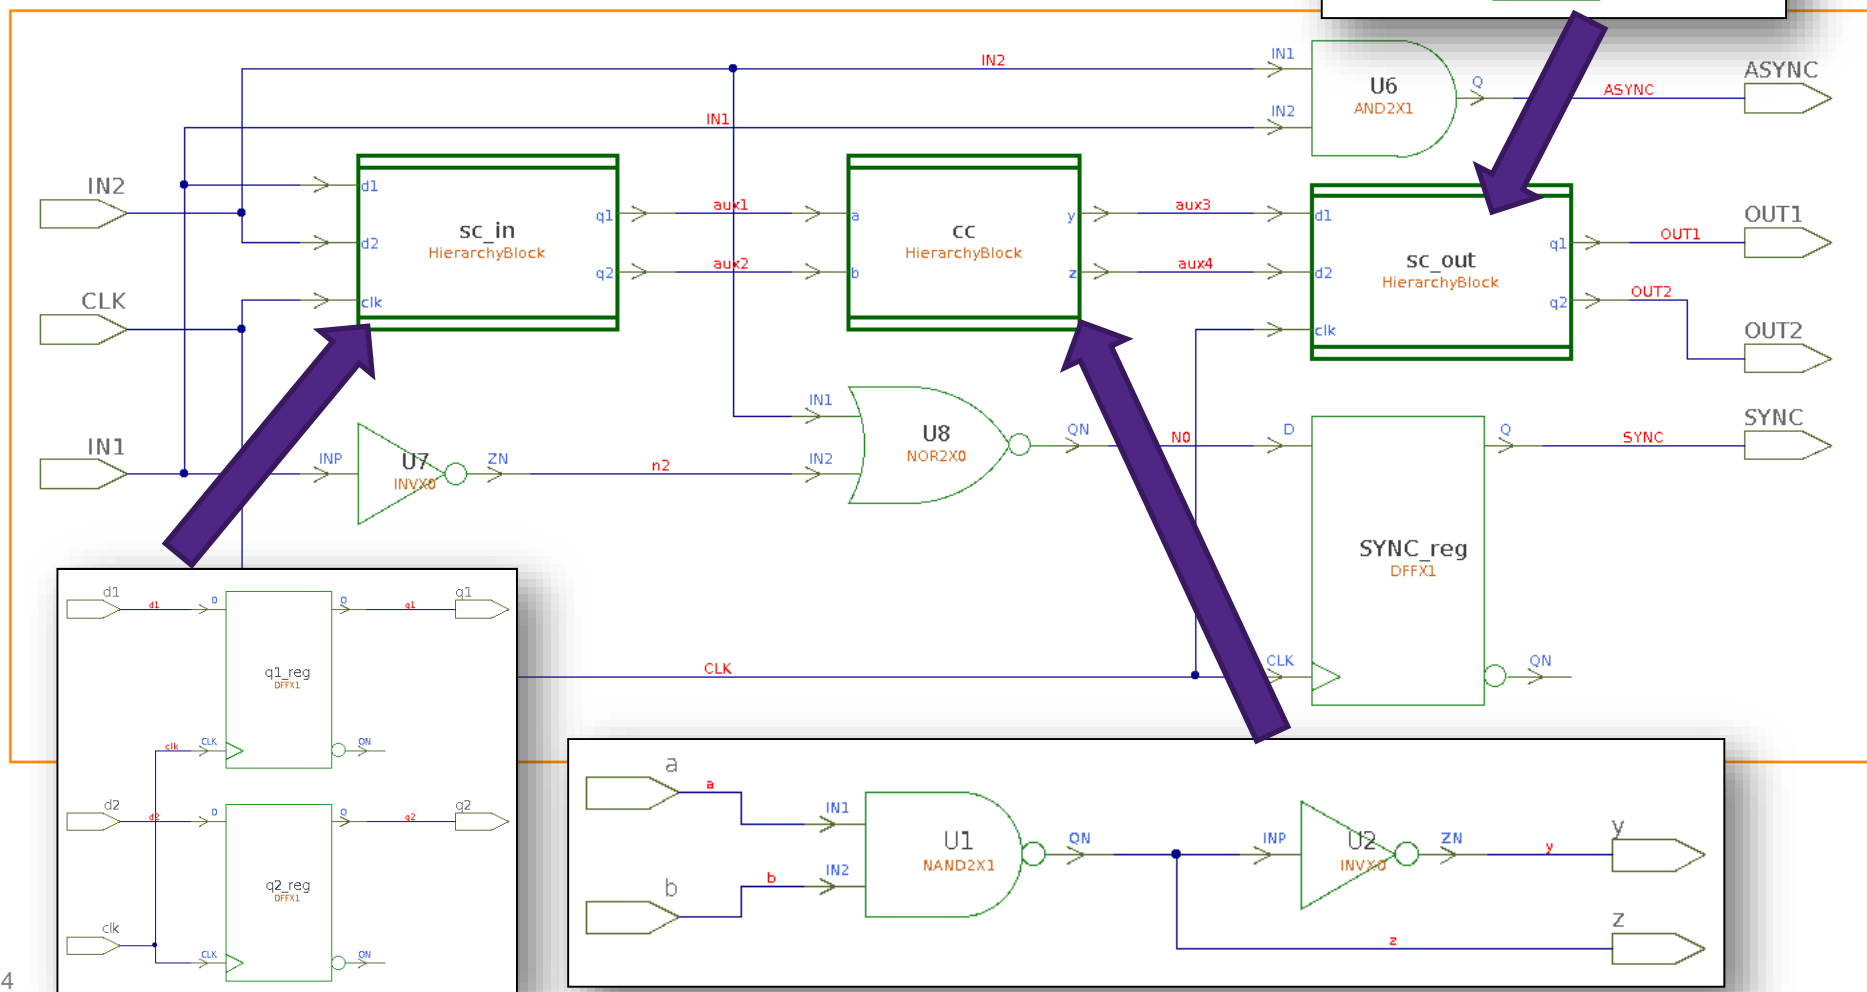 IN2
IN1
U6
AND2X1
Q
ASYNC
ASYNC
IN1
IN2
IN2
d1
d2
clk
sc_in
HierarchyBlock
q1
q2
aux1
aux2
a
b
cc
HierarchyBlock
y
z
aux3
aux4
d1
d2
clk
sc_out
HierarchyBlock
q1
q2
OUT1
OUT1
OUT2
OUT2
CLK
IN1
INP
U7
INVX0
ZN
n2
IN1
IN2
U8
NOR2X0
QN
N0
D
SYNC_reg
DFFX1
Q
SYNC
SYNC
CLK
CLK
QN
d1
d1
D
q1_reg
DFFX1
Q
q1
q1
clk
CLK
QN
d2
d2
D
q2_reg
DFFX1
Q
q2
q2
clk
CLK
QN
a
a
IN1
b
b
IN2
U1
NAND2X1
QN
INP
U2
INVX0
ZN
y
y
z
z
4